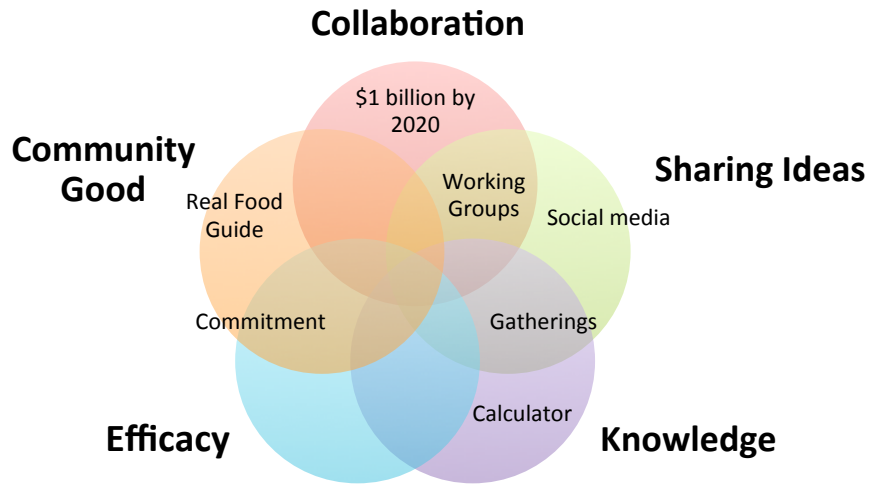 Collaboration
$1 billion by
2020
Community
Good
Sharing Ideas
Working
Groups
Real Food
Guide
Social media
Commitment
Gatherings
Calculator
Efficacy
Knowledge